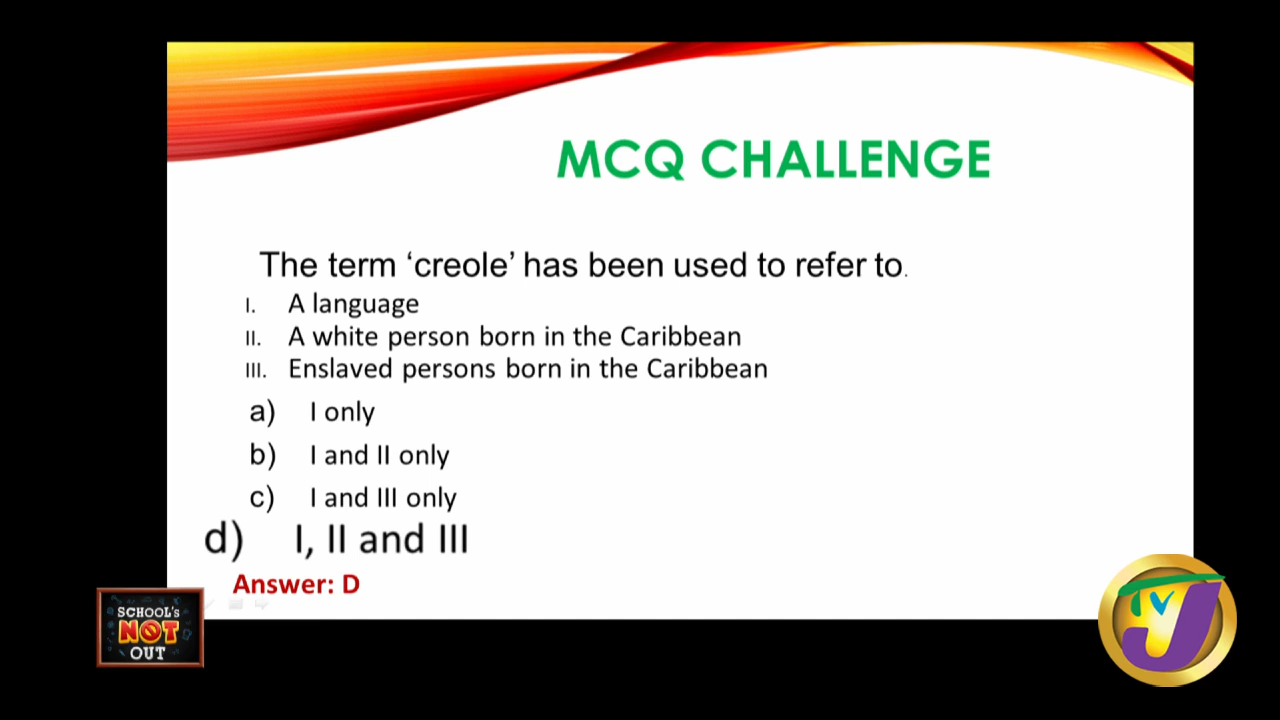 MCQ CHALLENGE
The term ‘creole’ has been used to refer to.
I. A language
II. A white person born in the Caribbean
III. Enslaved persons born in the Caribbean
a) I only
b) I and II only
c) I and III only
d) I, II and III
Answer: D
SCHOOL's
NOT
OUT
TVJ